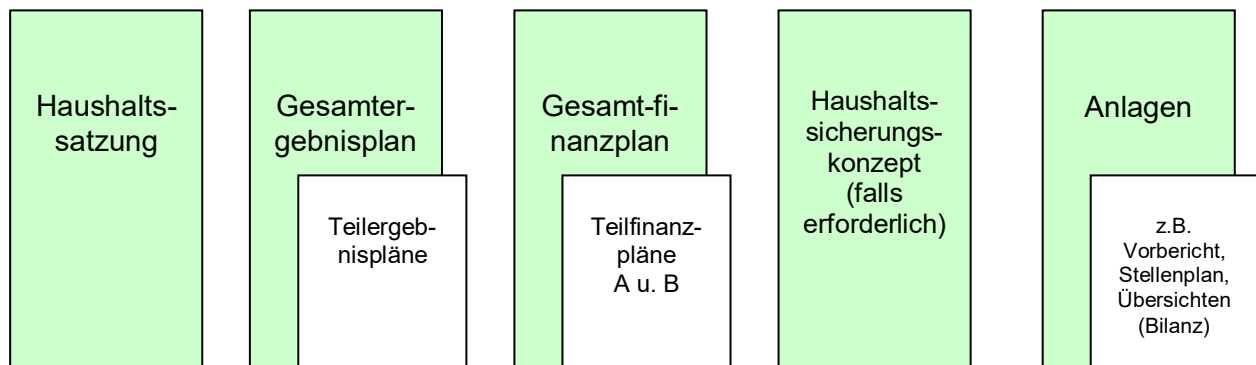 Haushalts-
satzung
Gesamter-
gebnisplan
Teilergeb-
nispläne
Gesamt-fi-
nanzplan
Teilfinanz-
pläne
A u. B
Haushalts-
sicherungs-
konzept
(falls
erforderlich)
Anlagen
z.B.
Vorbericht,
Stellenplan,
Übersichten
(Bilanz)